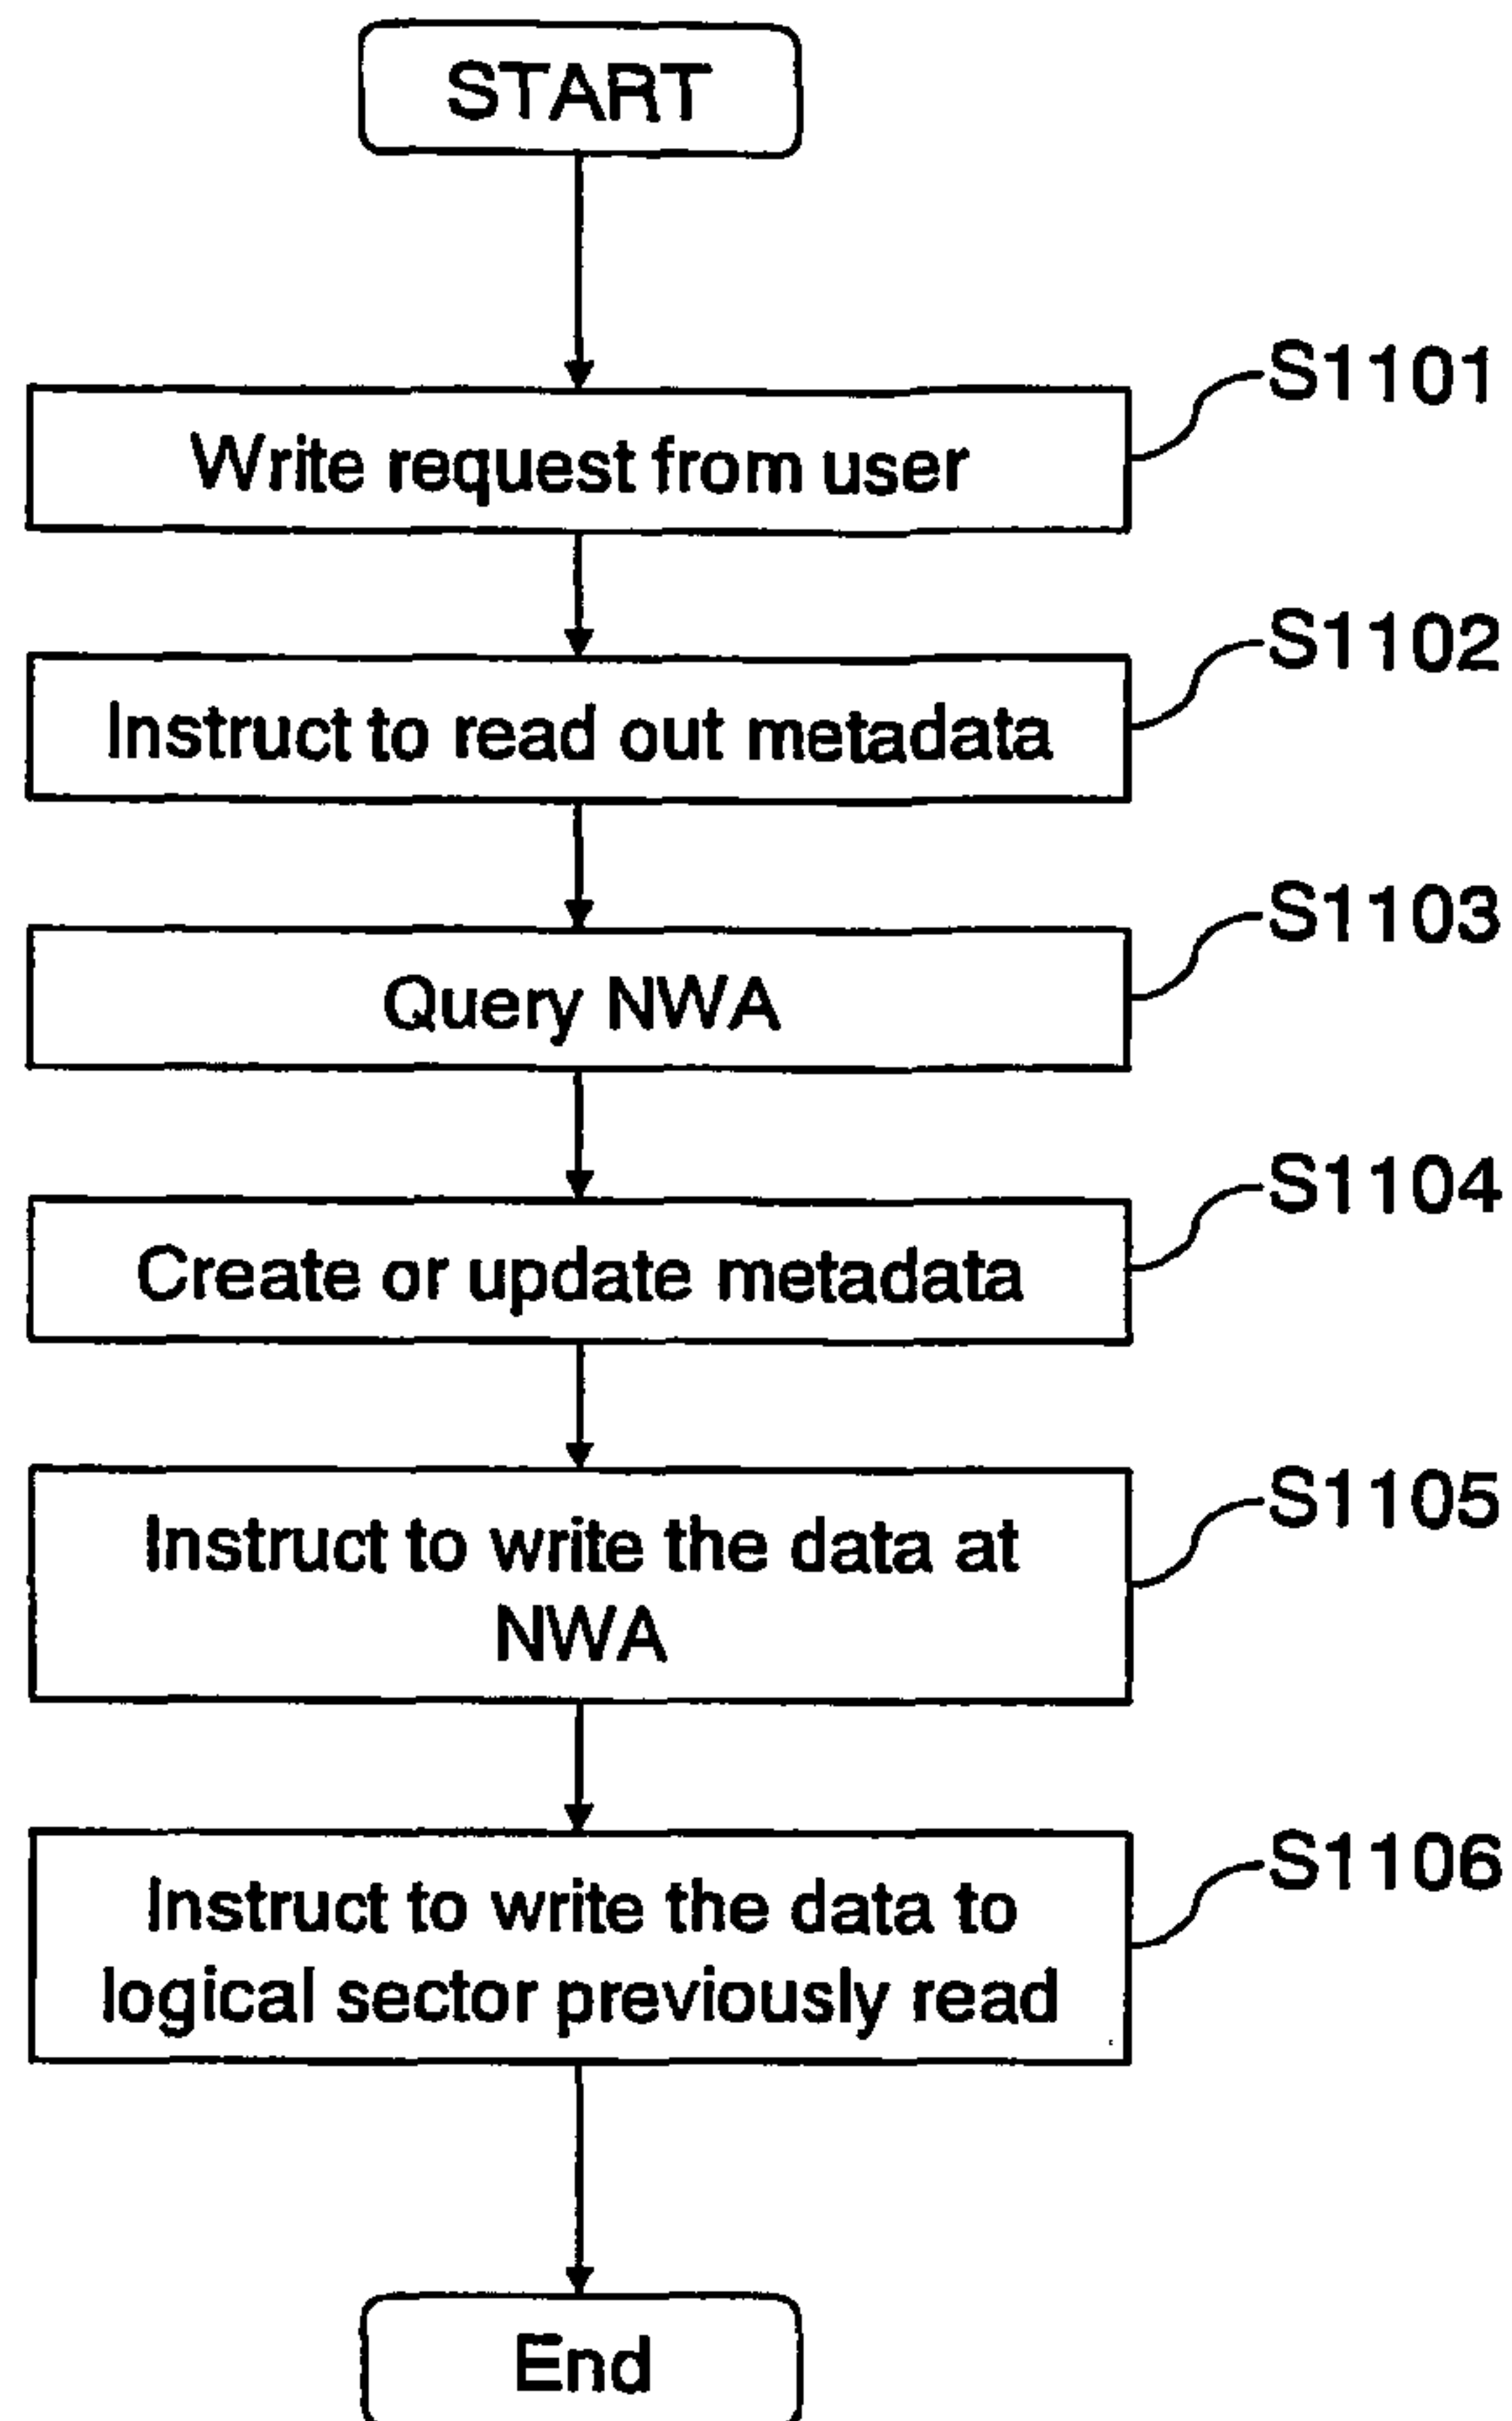 START
S1101
Write request from user
S1102
Instruct to read out metadata
S1103
Query NWA
S1104
Create or update metadata
S1105
Instruct to write the data at
NWA
S1106
Instruct to write the data to
logical sector previously read
End